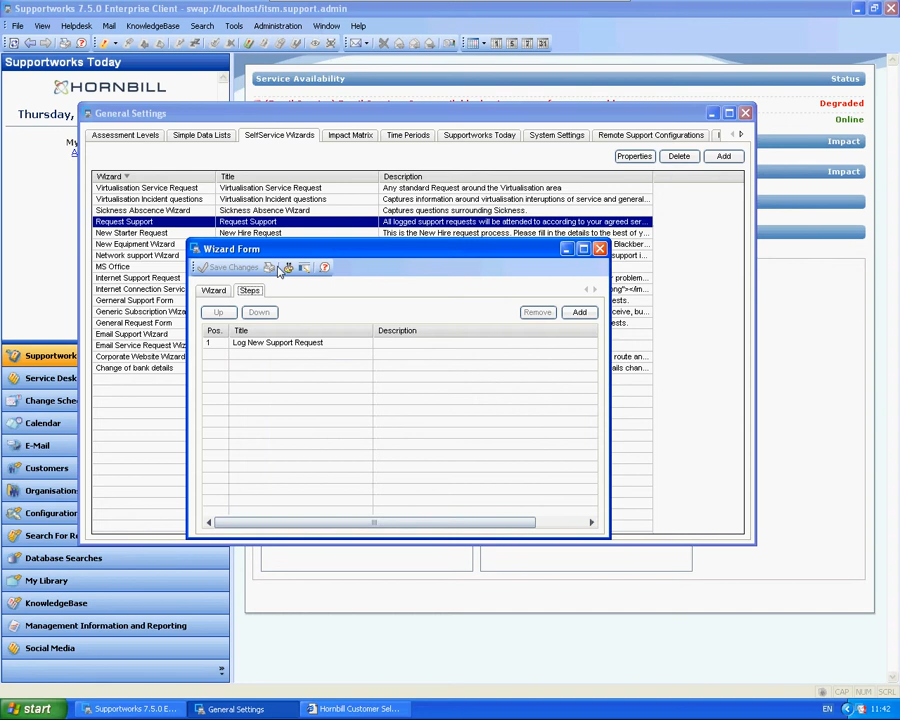 Supportworks 7.5.0 Enterprise Client - swap://localhost/itsm.support.admin
File View Helpdesk Mail KnowledgeBase Search Tools Administration Window Help
Supportworks Today
HORNBILL
Thursday,
My
A
Service Availability Status
Degraded
Online
Impact
Impact
General Settings
Assessment Levels Simple Data Lists SelfService Wizards Impact Matrix Time Periods Supportworks Today System Settings Remote Support Configurations
Properties Delete Add
Wizard Title Description
Virtualisation Service Request Virtualisation Service Request Any standard Request around the Virtualisation area
Virtualisation Incident questions Virtualisation Incident questions Captures information around virtualisation interuptions of service and general...
Sickness Abscence Wizard Sickness Absence Wizard Captures questions surrounding Sickness.
Request Support Request Support All logged support requests will be attended to according to your agreed ser...
New Starter Request New Hire Request This is the New Hire request process. Please fill in the details to the best of y...
New Equipment Wizard Blackber...
Network support Wizard
MS Office
Internet Support Request problem...
Internet Connection Service ong"></im...
Gerneral Support Form ests.
Generic Subscription Wizard ceive, bu...
General Request Form ests.
Email Support Wizard
Email Service Request Wiz
Corporate Website Wizard route an...
Change of bank details ails chan...
Wizard Form
Save Changes
Wizard Steps
Up Down Remove Add
Pos. Title Description
1 Log New Support Request
Supportwork
Service Desk
Change Sche
Calendar
E-Mail
Customers
Organisation
Configuration
Search For Re
Database Searches
My Library
KnowledgeBase
Management Information and Reporting
Social Media
CAP NUM SCRL
start Supportworks 7.5.0 E... General Settings Hornbill Customer Sel... EN 11:42